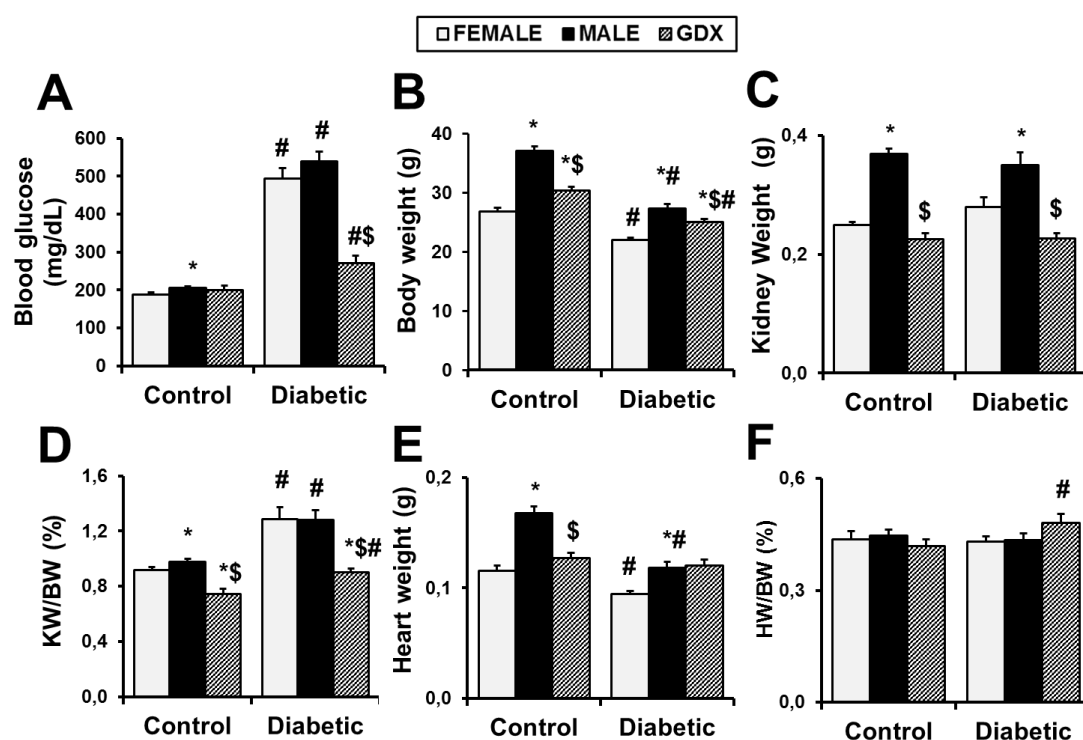 FEMALE MALE GDX
A
Blood glucose
(mg/dL)
600
500
400
300
200
100
0
*
#
#
#$
Control Diabetic
B
Body weight (g)
40
30
20
10
0
*
*$
#
*#
*$#
Control Diabetic
C
Kidney Weight (g)
0,4
0,2
0,0
*
$
*
$
Control Diabetic
D
KW/BW (%)
1,6
1,2
0,8
0,4
0,0
*
*$
#
#
*$#
Control Diabetic
E
Heart weight (g)
0,2
0,1
0,0
*
$
#
*#
Control Diabetic
F
HW/BW (%)
0,6
0,3
0,0
#
Control Diabetic